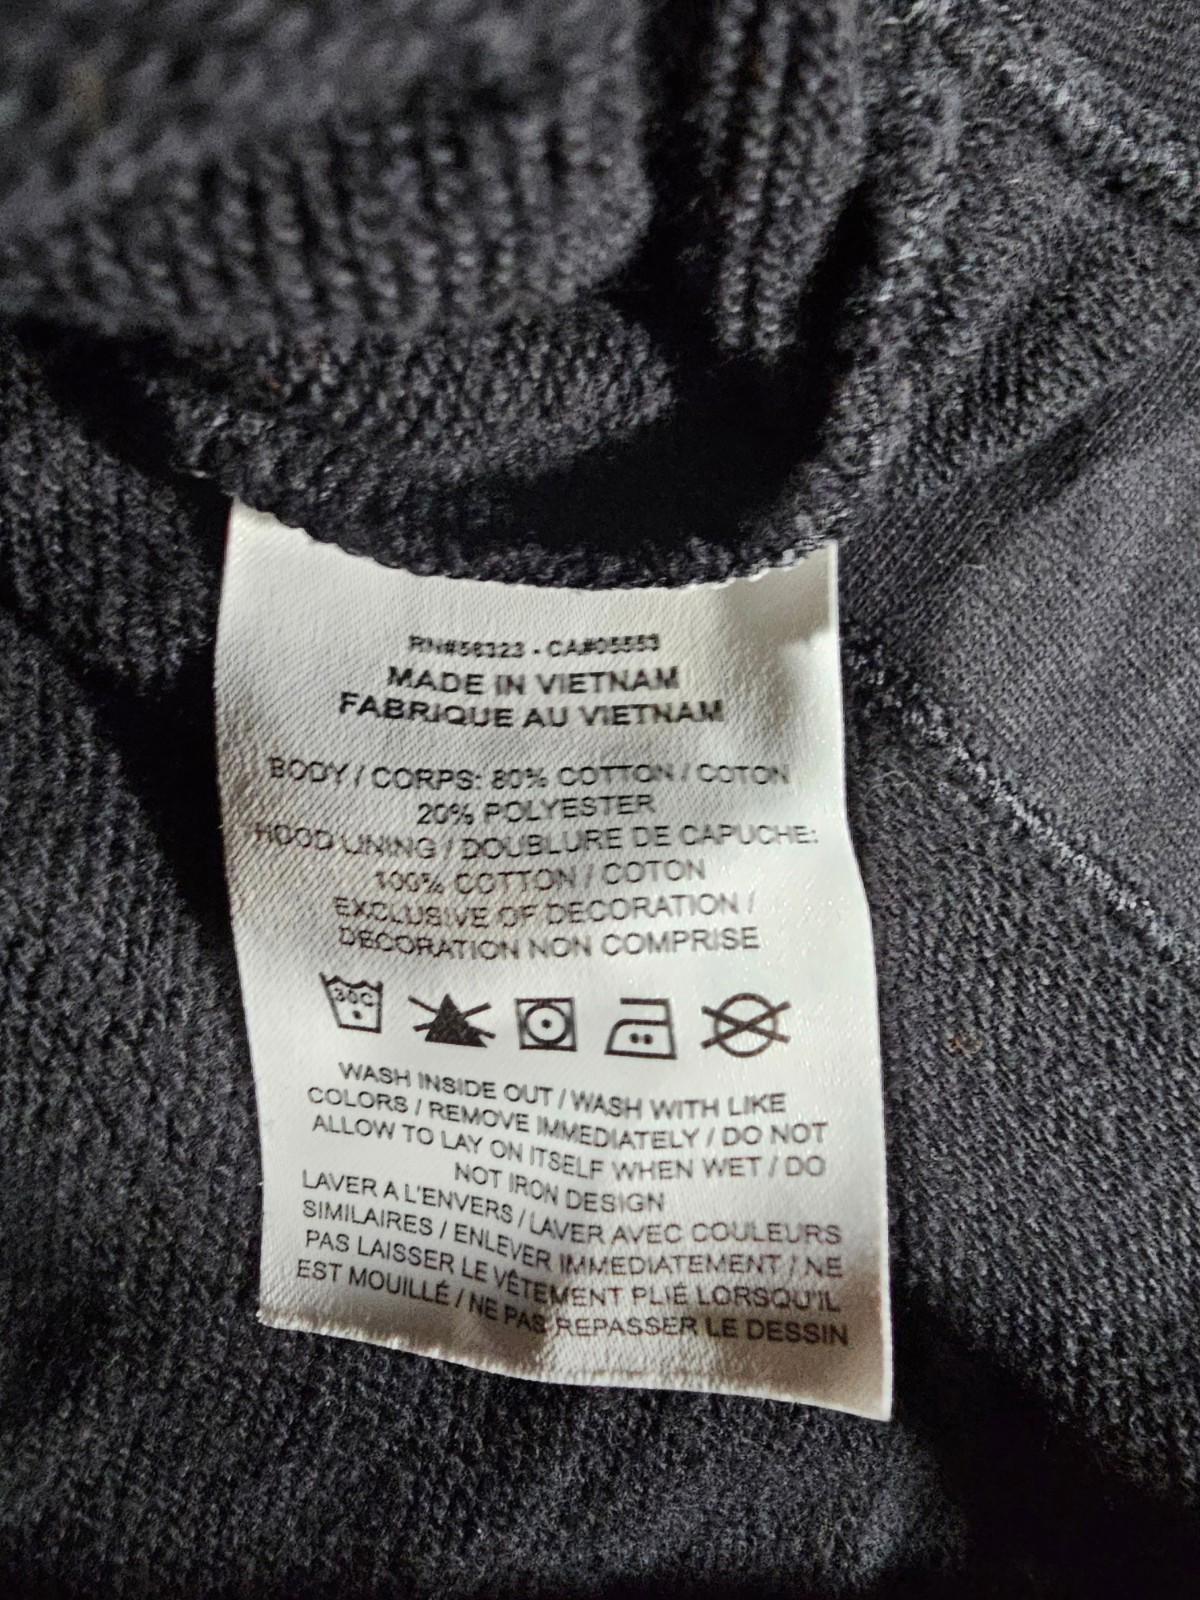 RN#56323 - CA#05553
MADE IN VIETNAM
FABRIQUE AU VIETNAM
BODY / CORPS: 80% COTTON / COTON
20% POLYESTER
HOOD LINING / DOUBLURE DE CAPUCHE:
100% COTTON / COTON
EXCLUSIVE OF DECORATION /
DECORATION NON COMPRISE
30C
WASH INSIDE OUT / WASH WITH LIKE
COLORS / REMOVE IMMEDIATELY / DO NOT
ALLOW TO LAY ON ITSELF WHEN WET / DO
NOT IRON DESIGN
LAVER A L'ENVERS / LAVER AVEC COULEURS
SIMILAIRES / ENLEVER IMMEDIATEMENT / NE
PAS LAISSER LE VÊTEMENT PLIÉ LORSQU'IL
EST MOUILLÉ / NE PAS REPASSER LE DESSIN